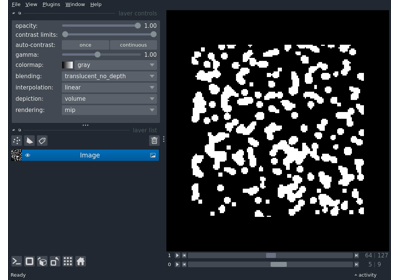 File View Plugins Window Help
layer controls
opacity: 1.00
contrast limits:
auto-contrast: once continuous
gamma: 1.00
colormap: gray
blending: translucent_no_depth
interpolation: linear
depiction: volume
rendering: mip
layer list
Image
1 64 127
0 5 9
Ready activity